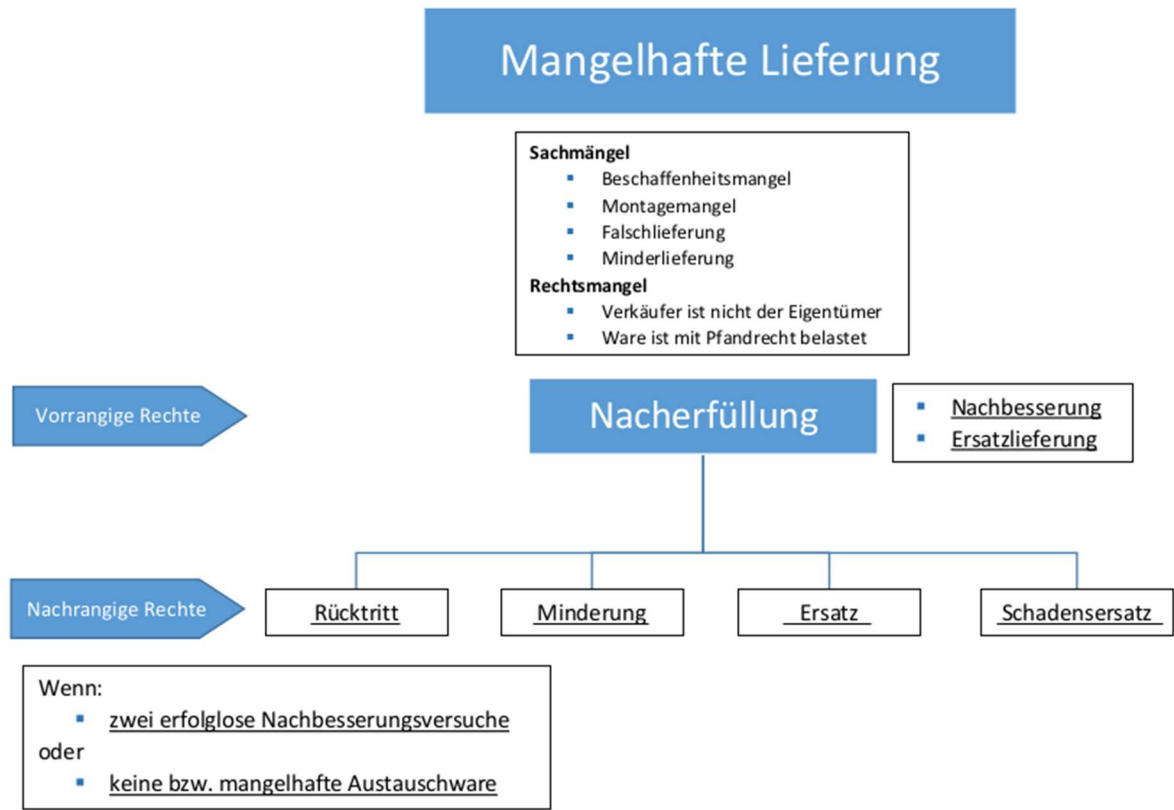 Mangelhafte Lieferung
Sachmängel
▪ Beschaffenheitsmangel
▪ Montagemangel
▪ Falschlieferung
▪ Minderlieferung
Rechtsmangel
▪ Verkäufer ist nicht der Eigentümer
▪ Ware ist mit Pfandrecht belastet
Vorrangige Rechte
Nacherfüllung
▪ Nachbesserung
▪ Ersatzlieferung
Nachrangige Rechte
Rücktritt
Minderung
Ersatz
Schadensersatz
Wenn:
▪ zwei erfolglose Nachbesserungsversuche
oder
▪ keine bzw. mangelhafte Austauschware